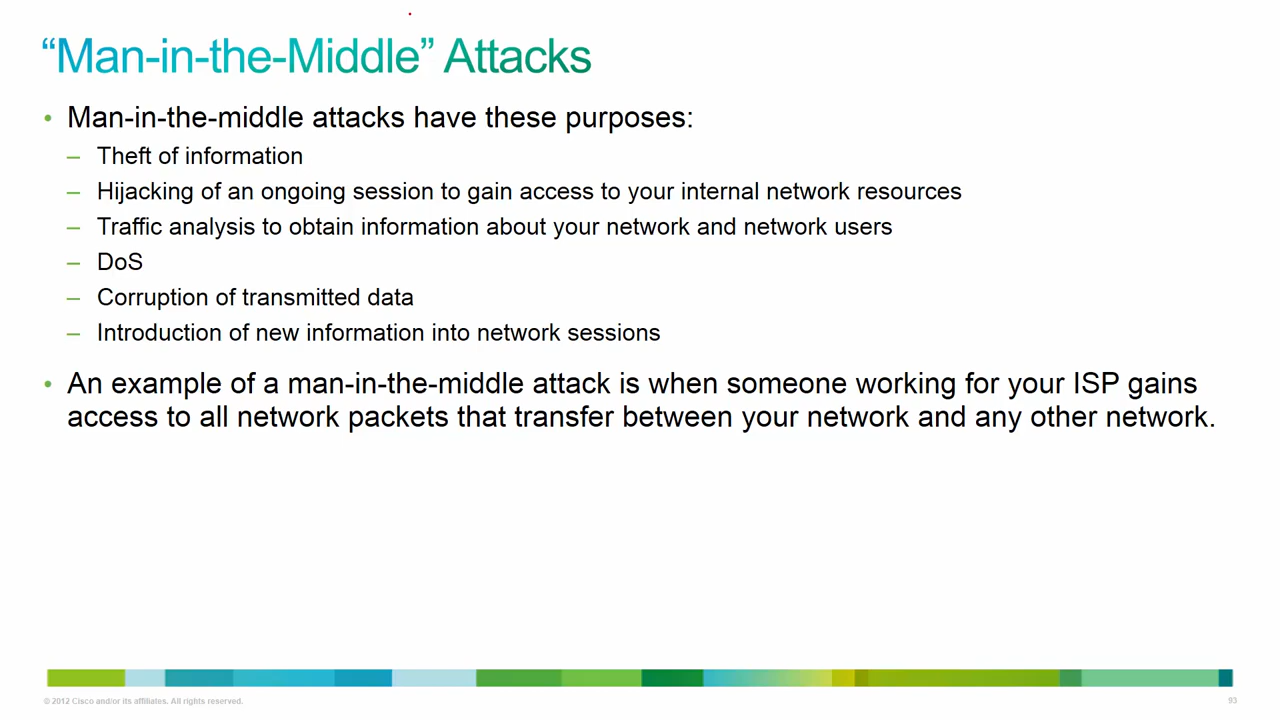 “Man-in-the-Middle” Attacks
• Man-in-the-middle attacks have these purposes:
– Theft of information
– Hijacking of an ongoing session to gain access to your internal network resources
– Traffic analysis to obtain information about your network and network users
– DoS
– Corruption of transmitted data
– Introduction of new information into network sessions
• An example of a man-in-the-middle attack is when someone working for your ISP gains
access to all network packets that transfer between your network and any other network.
© 2012 Cisco and/or its affiliates. All rights reserved.
93